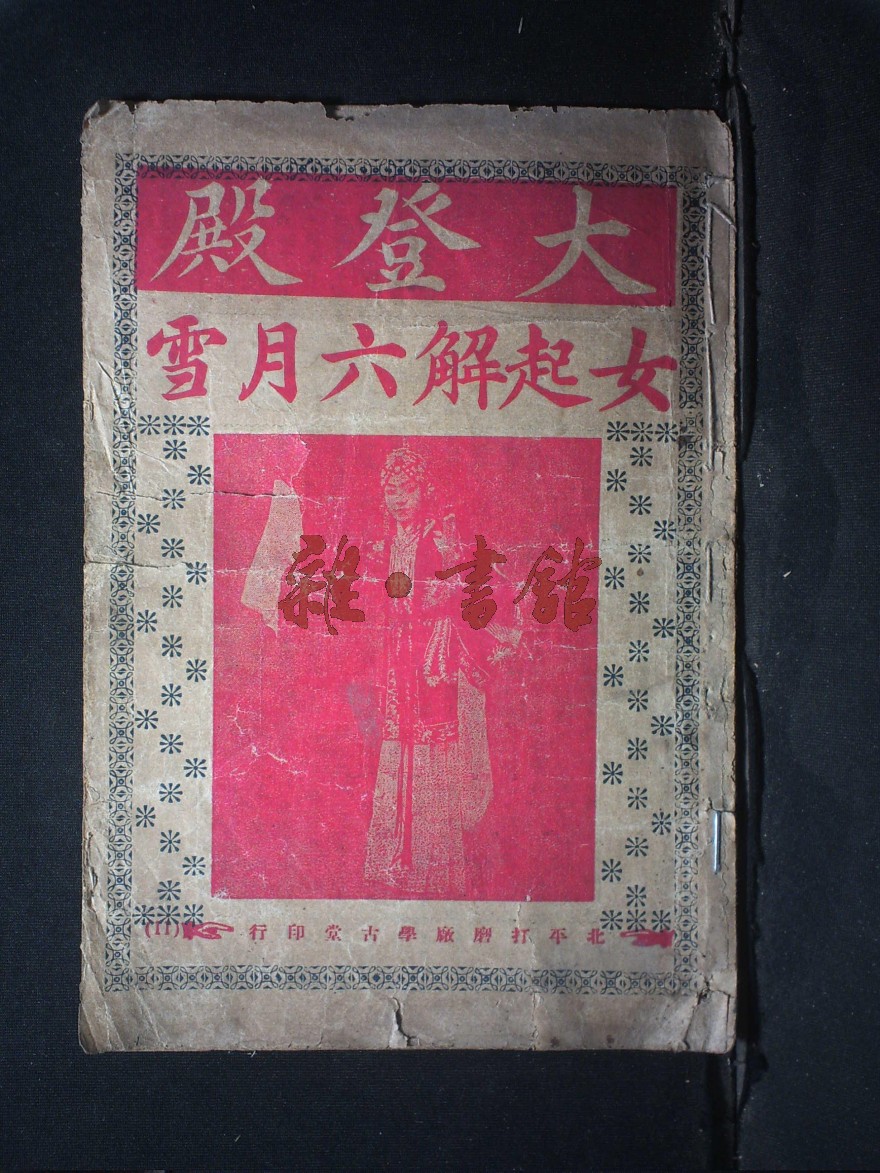 大登殿
女起解六月雪
雜·書館
北平打磨廠學古堂印行
(11)